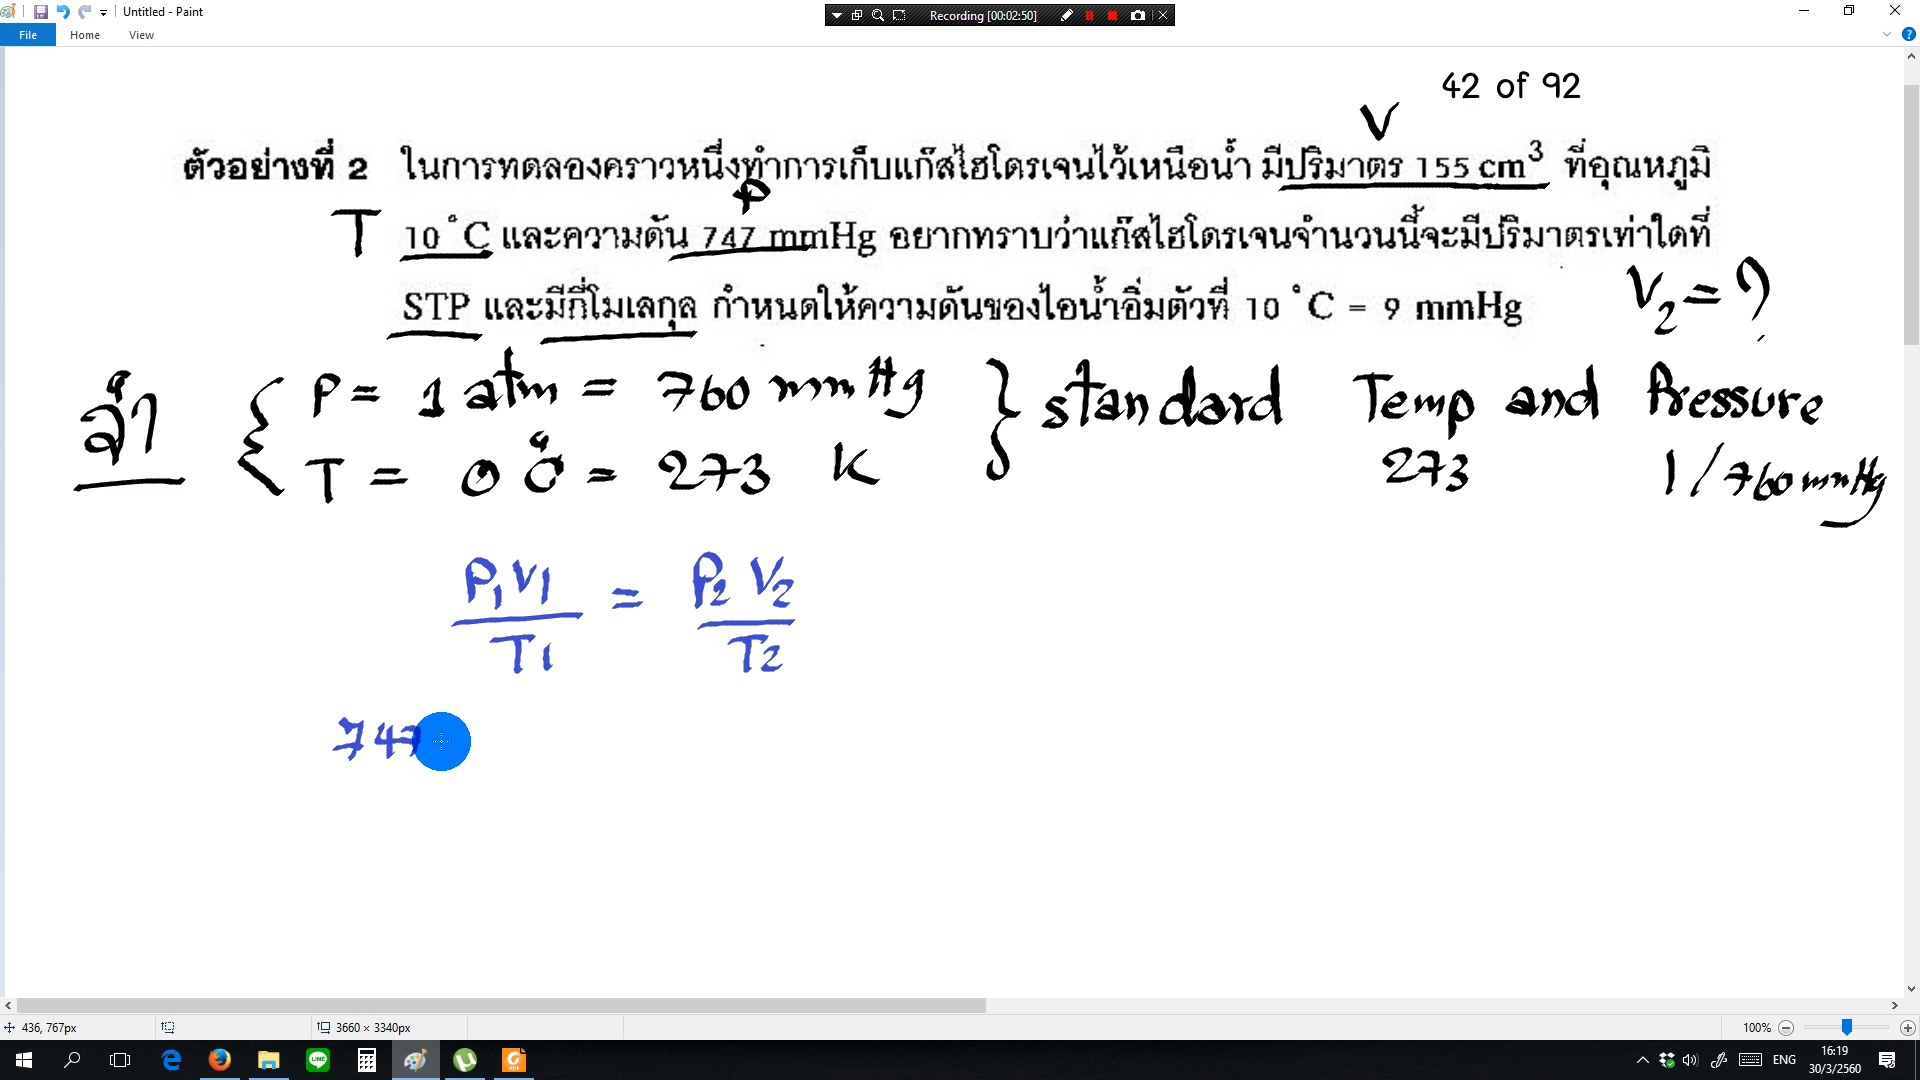 Untitled - Paint
Recording [00:02:50]
File Home View
42 of 92
V
ตัวอย่างที่ 2 ในการทดลองคราวหนึ่งทำการเก็บแก๊สไฮโดรเจนไว้เหนือน้ำ มีปริมาตร 155 cm³ ที่อุณหภูมิ
P
T 10 °C และความดัน 747 mmHg อยากทราบว่าแก๊สไฮโดรเจนจำนวนนี้จะมีปริมาตรเท่าใดที่
STP และมีกี่โมเลกุล กำหนดให้ความดันของไอน้ำอิ่มตัวที่ 10 °C = 9 mmHg
V2 = ?
จำ { P = 1 atm = 760 mmHg } standard Temp and Pressure
T = 0 °C = 273 K 273 1/760 mmHg
P1V1 = P2 V2
T1 T2
747
436, 767px 3660 × 3340px 100%
ENG 16:19
30/3/2560